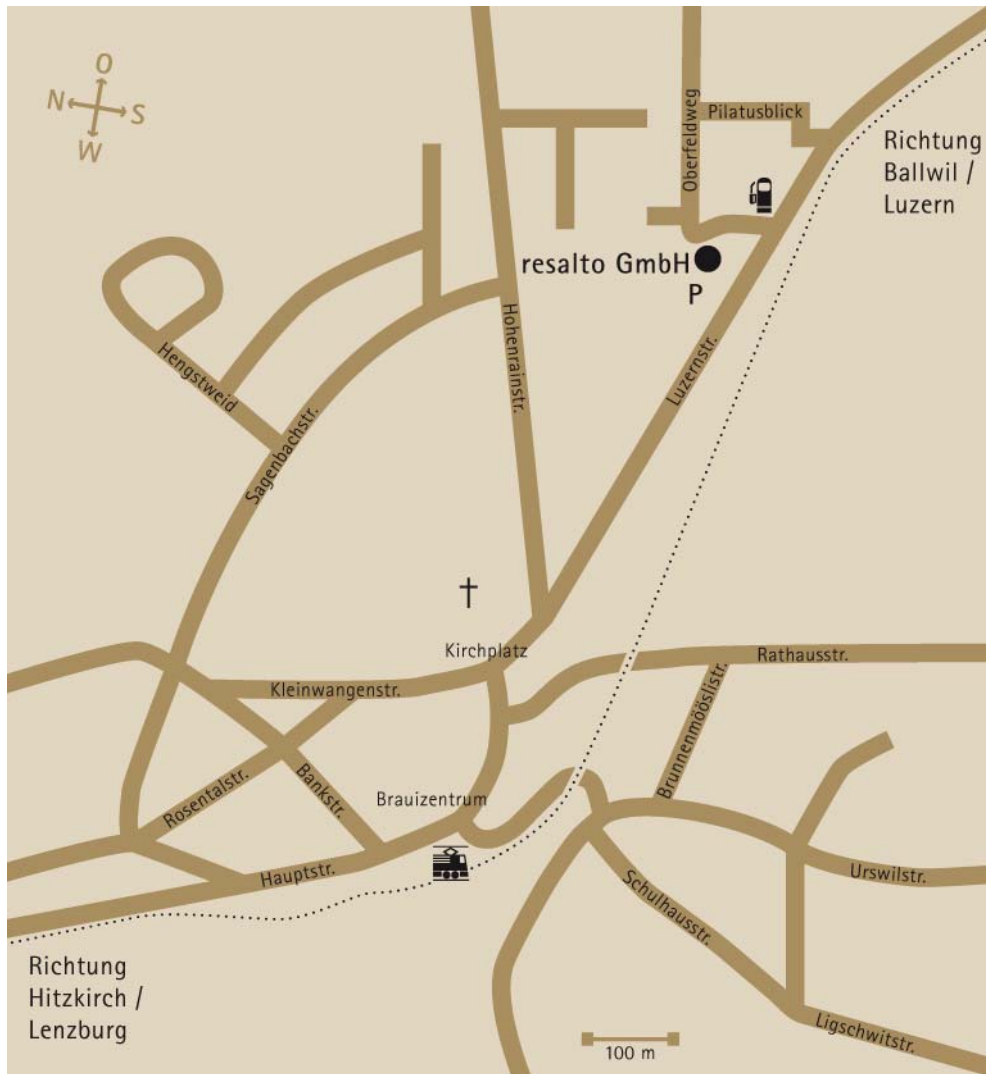 O
N
S
W
Oberfeldweg
Pilatusblick
Richtung
Ballwil /
Luzern
resalto GmbH
P
Hohenrainstr.
Luzernstr.
Hengstweid
Sagenbachstr.
Kirchplatz
Kleinwangenstr.
Rathausstr.
Brunnenmööslistr.
Rosentalstr.
Bankstr.
Brauizentrum
Hauptstr.
Schulhausstr.
Urswilstr.
Richtung
Hitzkirch /
Lenzburg
Ligschwitstr.
100 m